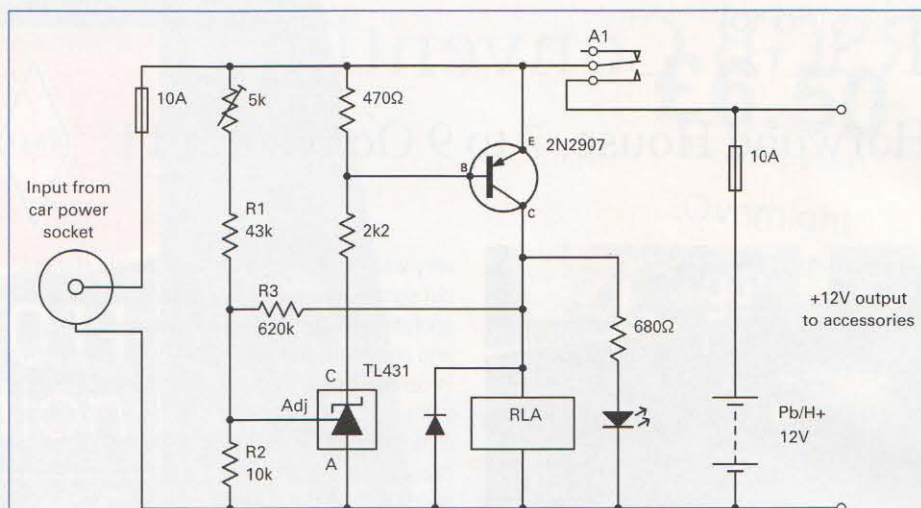 A1
10A
5k
470Ω
2N2907
E
B
C
10A
Input from
car power
socket
R1
43k
2k2
R3
620k
680Ω
+12V output
to accessories
TL431
C
Adj
A
RLA
Pb/H+
12V
R2
10k